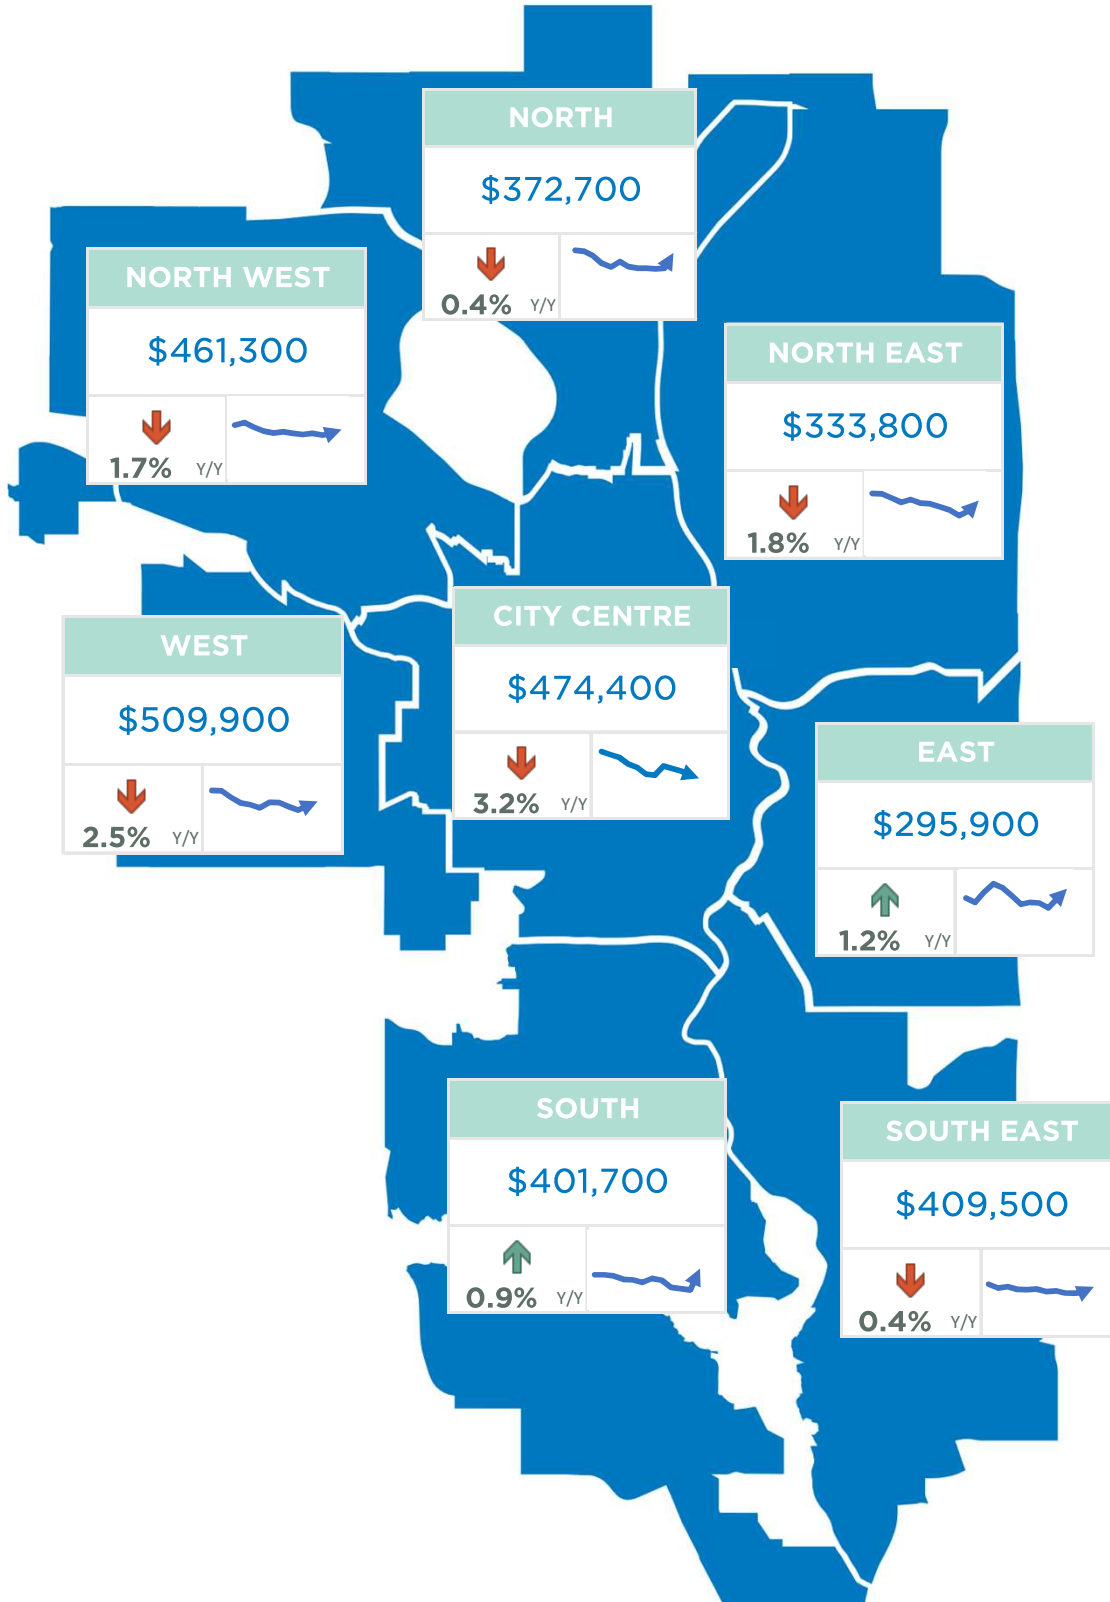 NORTH
$372,700
0.4% Y/Y
NORTH WEST
$461,300
1.7% Y/Y
NORTH EAST
$333,800
1.8% Y/Y
WEST
$509,900
2.5% Y/Y
CITY CENTRE
$474,400
3.2% Y/Y
EAST
$295,900
1.2% Y/Y
SOUTH
$401,700
0.9% Y/Y
SOUTH EAST
$409,500
0.4% Y/Y